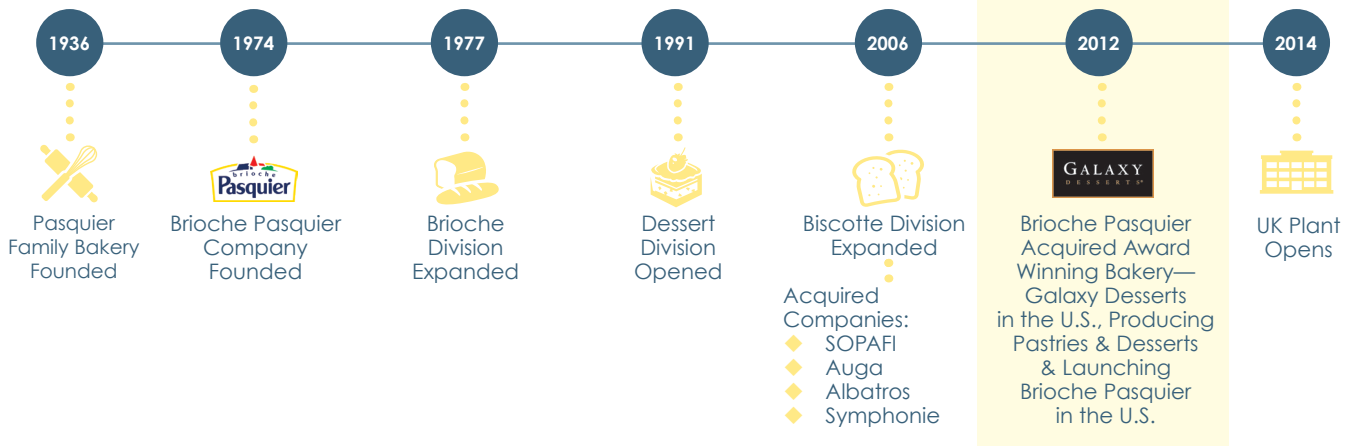 1936
1974
1977
1991
2006
2012
2014
brioche
Pasquier
GALAXY
DESSERTS®
Pasquier
Family Bakery
Founded
Brioche Pasquier
Company
Founded
Brioche
Division
Expanded
Dessert
Division
Opened
Biscotte Division
Expanded
Acquired
Companies:
SOPAFI
Auga
Albatros
Symphonie
Brioche Pasquier
Acquired Award
Winning Bakery—
Galaxy Desserts
in the U.S., Producing
Pastries & Desserts
& Launching
Brioche Pasquier
in the U.S.
UK Plant
Opens